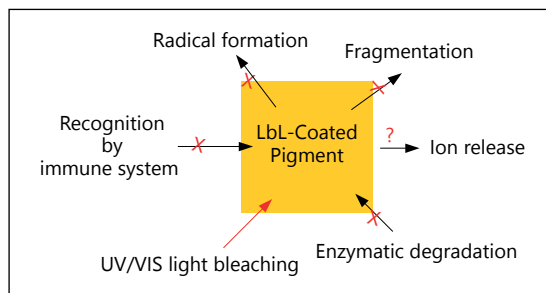 Radical formation
Fragmentation
Recognition
by
immune system
LbL-Coated
Pigment
?
Ion release
UV/VIS light bleaching
Enzymatic degradation